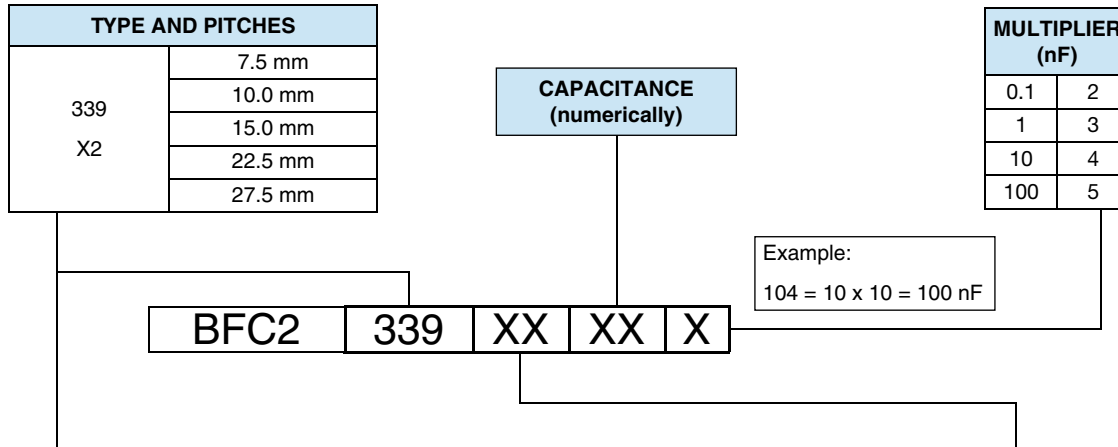 TYPE AND PITCHES
339
X2
7.5 mm
10.0 mm
15.0 mm
22.5 mm
27.5 mm
CAPACITANCE
(numerically)
MULTIPLIER
(nF)
0.1 2
1 3
10 4
100 5
Example:
104 = 10 x 10 = 100 nF
BFC2 339 XX XX X